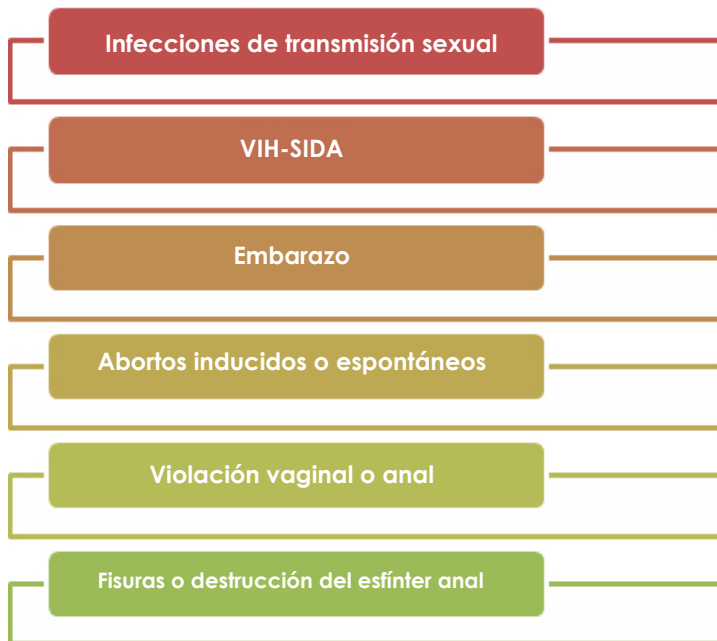 Infecciones de transmisión sexual
VIH-SIDA
Embarazo
Abortos inducidos o espontáneos
Violación vaginal o anal
Fisuras o destrucción del esfínter anal